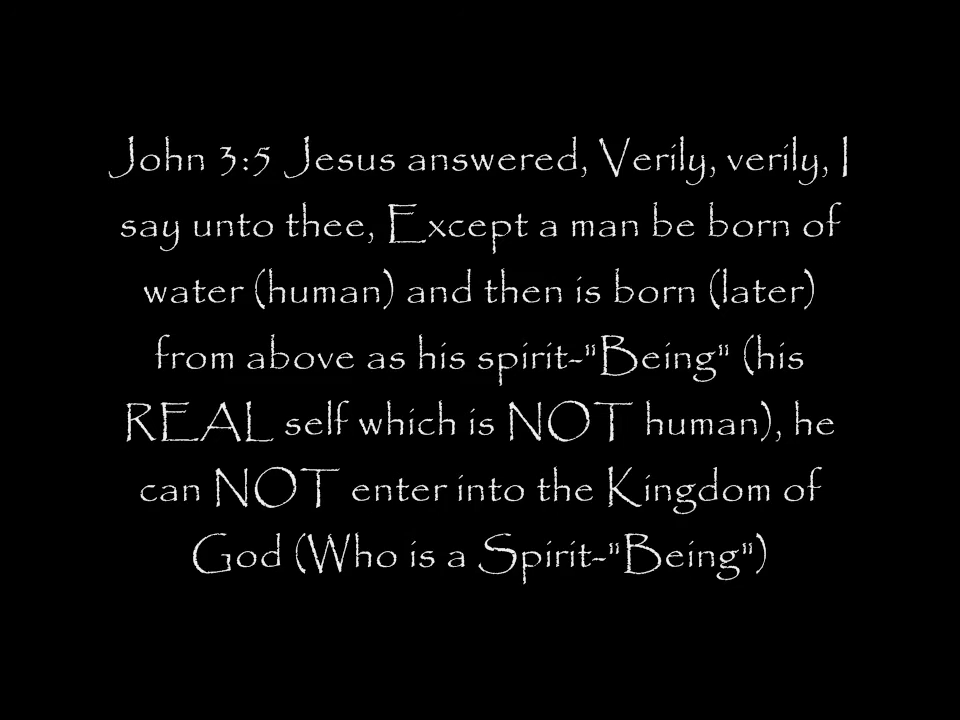 John 3:5 Jesus answered, Verily, verily, I
say unto thee, Except a man be born of
water (human) and then is born (later)
from above as his spirit-"Being" (his
REAL self which is NOT human), he
can NOT enter into the Kingdom of
God (Who is a Spirit-"Being")